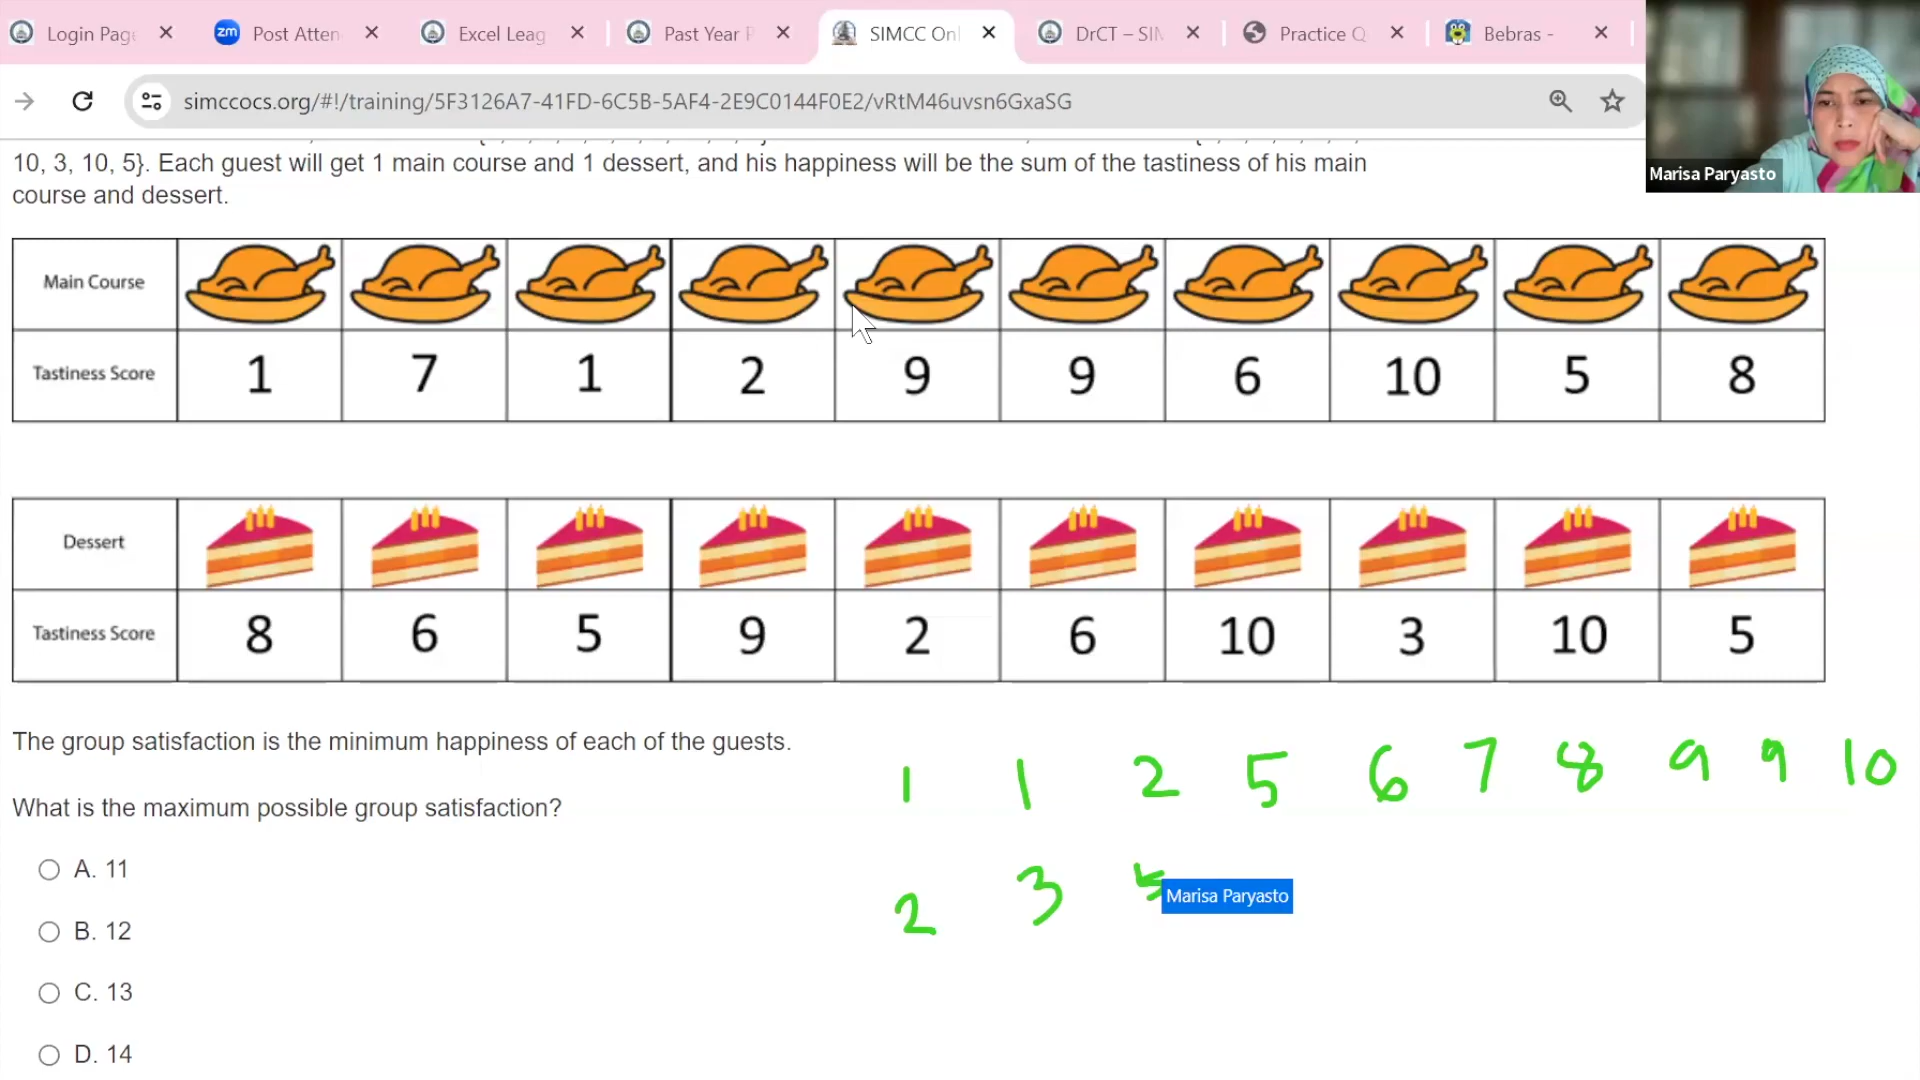 Login Pag
Post Atten
Excel Leag
Past Year P
SIMCC Onl
DrCT – SIM
Practice Q
Bebras -
simccocs.org/#!/training/5F3126A7-41FD-6C5B-5AF4-2E9C0144F0E2/vRtM46uvsn6GxaSG
Marisa Paryasto
10, 3, 10, 5}. Each guest will get 1 main course and 1 dessert, and his happiness will be the sum of the tastiness of his main
course and dessert.
Main Course
Tastiness Score 1 7 1 2 9 9 6 10 5 8
Dessert
Tastiness Score 8 6 5 9 2 6 10 3 10 5
The group satisfaction is the minimum happiness of each of the guests.
1 1 2 5 6 7 8 9 9 10
What is the maximum possible group satisfaction?
A. 11
2 3
Marisa Paryasto
B. 12
C. 13
D. 14